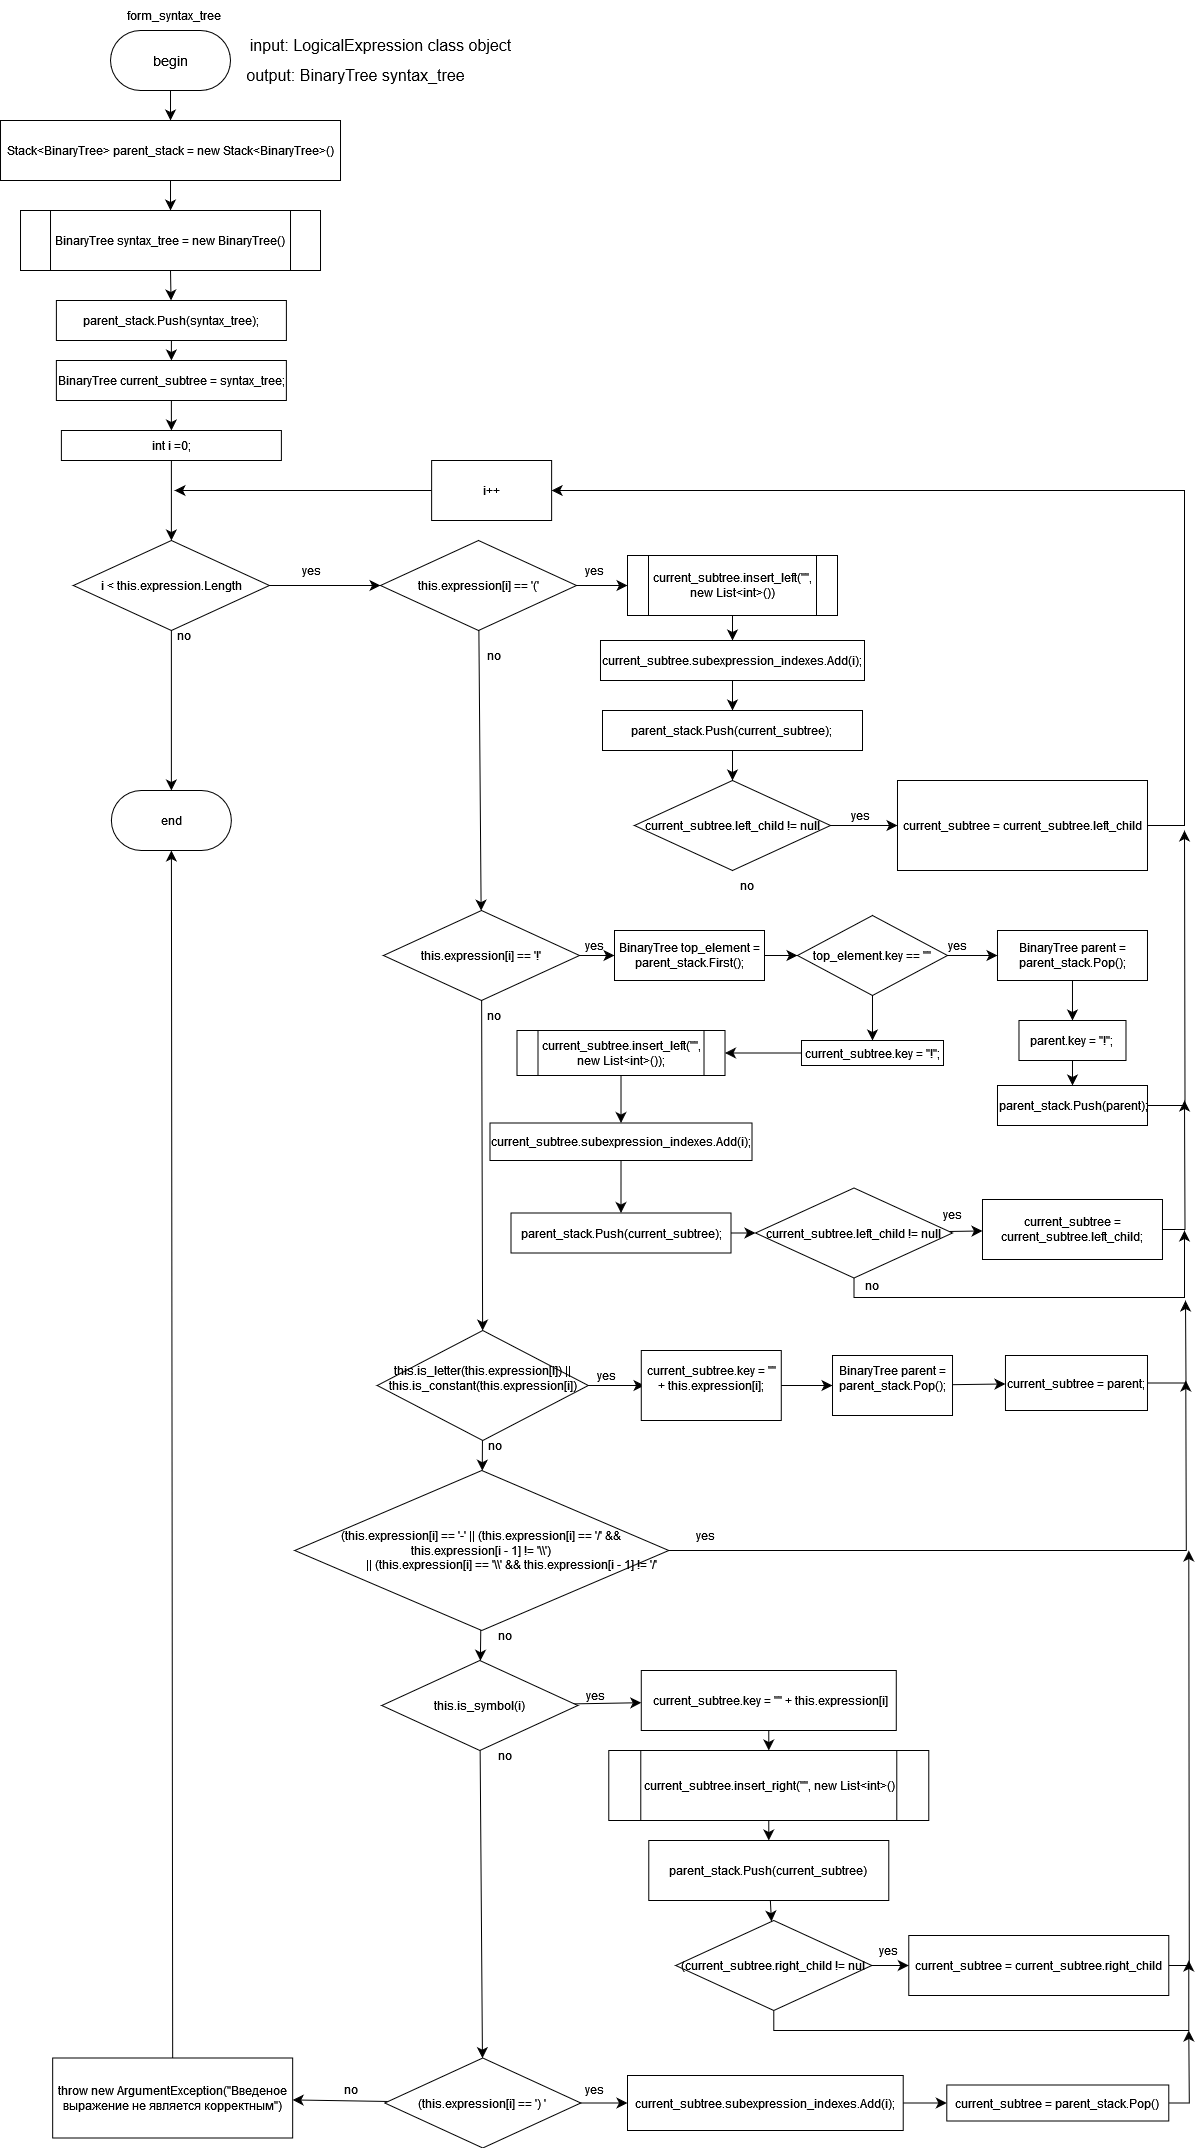 form_syntax_tree
begin
input: LogicalExpression class object
output: BinaryTree syntax_tree
Stack<BinaryTree> parent_stack = new Stack<BinaryTree>()
BinaryTree syntax_tree = new BinaryTree()
parent_stack.Push(syntax_tree);
BinaryTree current_subtree = syntax_tree;
int i =0;
i++
i < this.expression.Length
yes
no
this.expression[i] == '('
yes
no
current_subtree.insert_left("",
new List<int>())
current_subtree.subexpression_indexes.Add(i);
parent_stack.Push(current_subtree);
current_subtree.left_child != null
yes
no
current_subtree = current_subtree.left_child
end
this.expression[i] == '!'
yes
no
BinaryTree top_element =
parent_stack.First();
top_element.key == ""
yes
BinaryTree parent =
parent_stack.Pop();
parent.key = "!";
parent_stack.Push(parent);
current_subtree.key = "!";
current_subtree.insert_left("",
new List<int>());
current_subtree.subexpression_indexes.Add(i);
parent_stack.Push(current_subtree);
current_subtree.left_child != null
yes
no
current_subtree =
current_subtree.left_child;
this.is_letter(this.expression[i]) ||
this.is_constant(this.expression[i])
yes
no
current_subtree.key = ""
+ this.expression[i];
BinaryTree parent =
parent_stack.Pop();
current_subtree = parent;
(this.expression[i] == '-' || (this.expression[i] == '/' &&
this.expression[i - 1] != '\\')
|| (this.expression[i] == '\\' && this.expression[i - 1] != '/'
yes
no
this.is_symbol(i)
yes
no
current_subtree.key = "" + this.expression[i]
current_subtree.insert_right("", new List<int>()
parent_stack.Push(current_subtree)
(current_subtree.right_child != nul
yes
current_subtree = current_subtree.right_child
(this.expression[i] == ') '
no
yes
throw new ArgumentException("Введеное
выражение не является корректным")
current_subtree.subexpression_indexes.Add(i);
current_subtree = parent_stack.Pop()